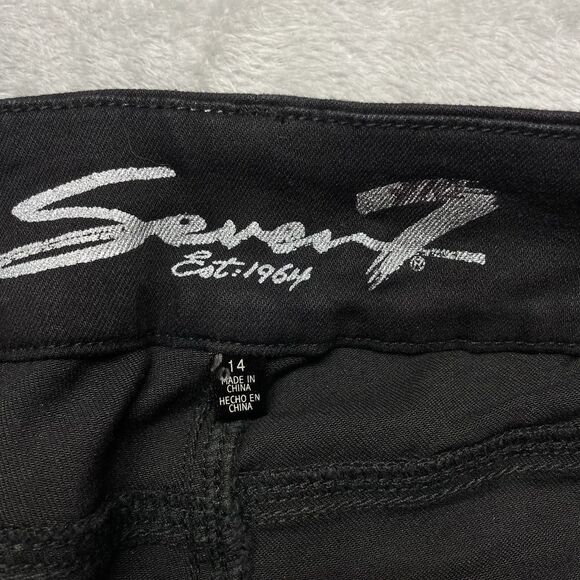 Seven7®
Est: 1964
14
MADE IN
CHINA
HECHO EN
CHINA